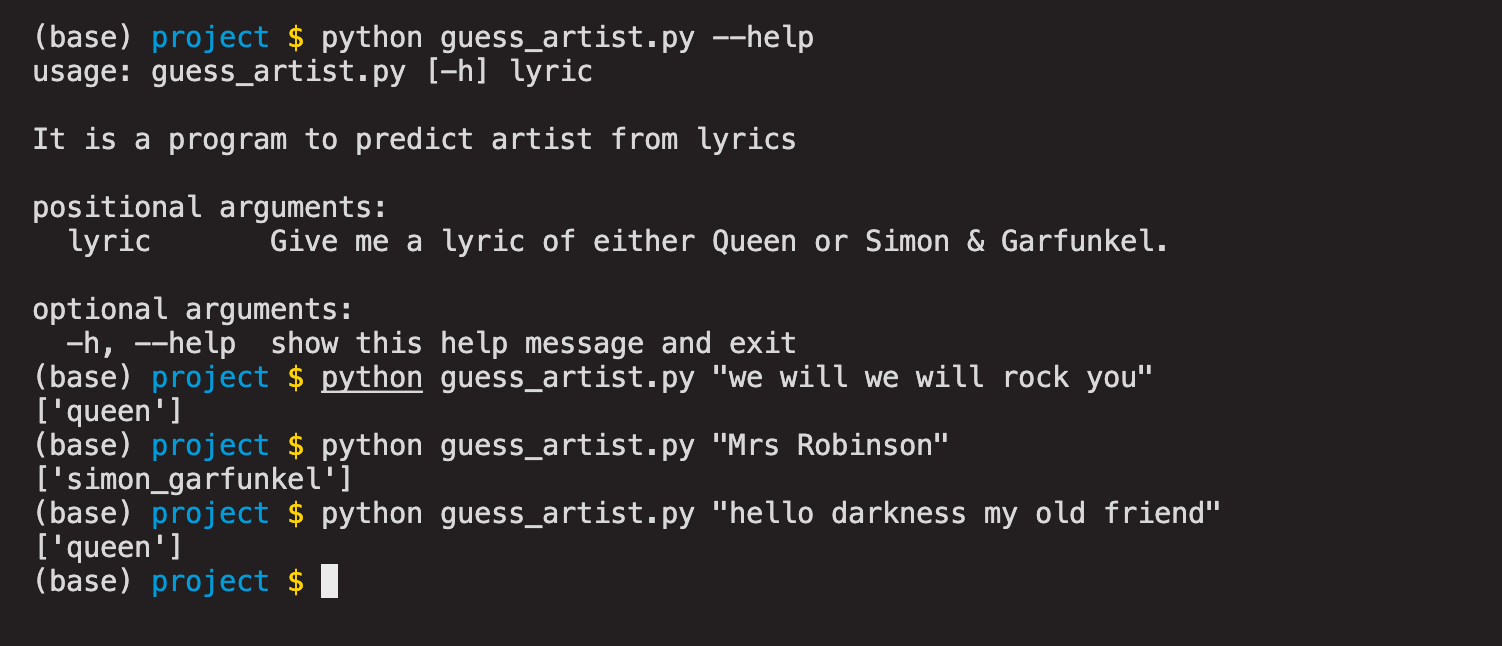 (base) project $ python guess_artist.py --help
usage: guess_artist.py [-h] lyric
It is a program to predict artist from lyrics
positional arguments:
  lyric       Give me a lyric of either Queen or Simon & Garfunkel.
optional arguments:
  -h, --help  show this help message and exit
(base) project $ python guess_artist.py "we will we will rock you"
['queen']
(base) project $ python guess_artist.py "Mrs Robinson"
['simon_garfunkel']
(base) project $ python guess_artist.py "hello darkness my old friend"
['queen']
(base) project $